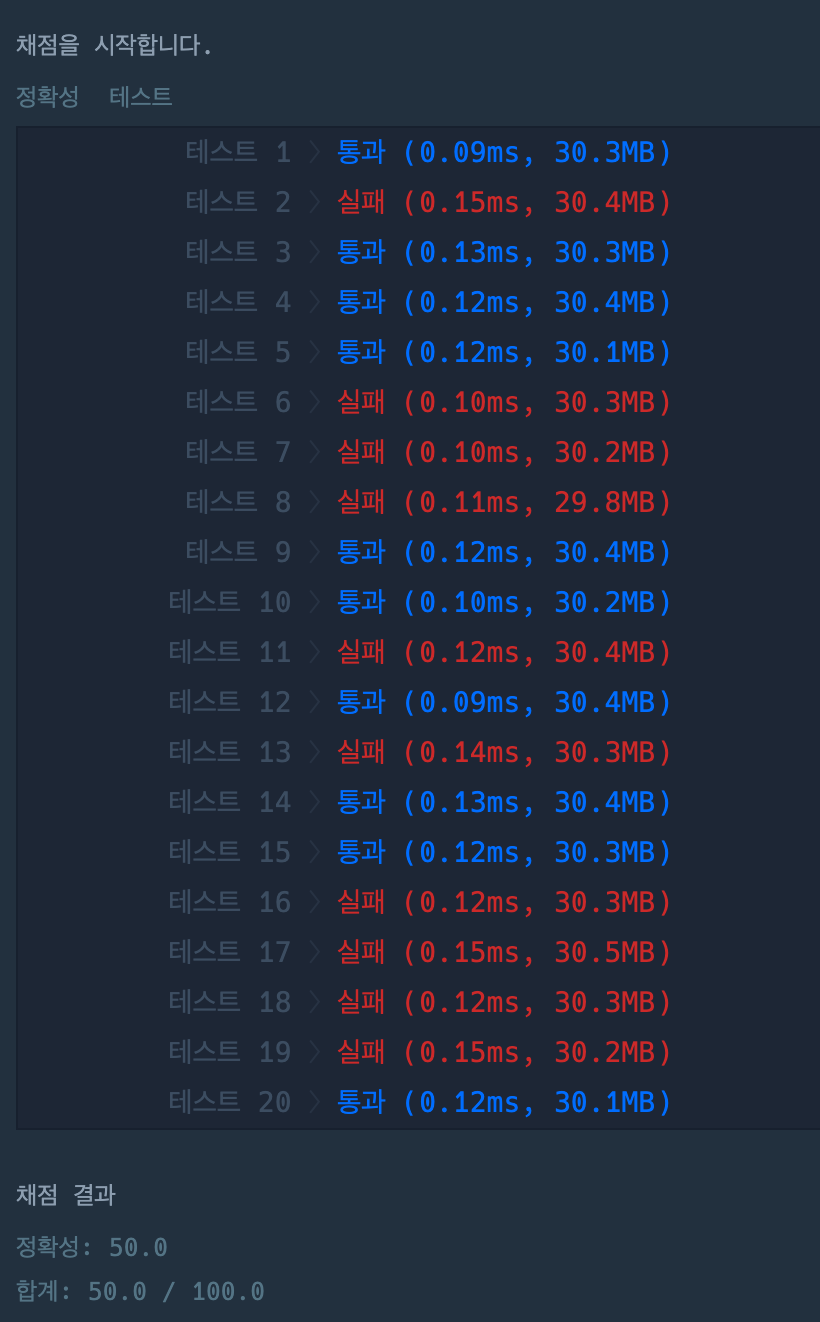 채점을 시작합니다.
정확성 테스트
테스트 1 〉 통과 (0.09ms, 30.3MB)
테스트 2 〉 실패 (0.15ms, 30.4MB)
테스트 3 〉 통과 (0.13ms, 30.3MB)
테스트 4 〉 통과 (0.12ms, 30.4MB)
테스트 5 〉 통과 (0.12ms, 30.1MB)
테스트 6 〉 실패 (0.10ms, 30.3MB)
테스트 7 〉 실패 (0.10ms, 30.2MB)
테스트 8 〉 실패 (0.11ms, 29.8MB)
테스트 9 〉 통과 (0.12ms, 30.4MB)
테스트 10 〉 통과 (0.10ms, 30.2MB)
테스트 11 〉 실패 (0.12ms, 30.4MB)
테스트 12 〉 통과 (0.09ms, 30.4MB)
테스트 13 〉 실패 (0.14ms, 30.3MB)
테스트 14 〉 통과 (0.13ms, 30.4MB)
테스트 15 〉 통과 (0.12ms, 30.3MB)
테스트 16 〉 실패 (0.12ms, 30.3MB)
테스트 17 〉 실패 (0.15ms, 30.5MB)
테스트 18 〉 실패 (0.12ms, 30.3MB)
테스트 19 〉 실패 (0.15ms, 30.2MB)
테스트 20 〉 통과 (0.12ms, 30.1MB)
채점 결과
정확성: 50.0
합계: 50.0 / 100.0